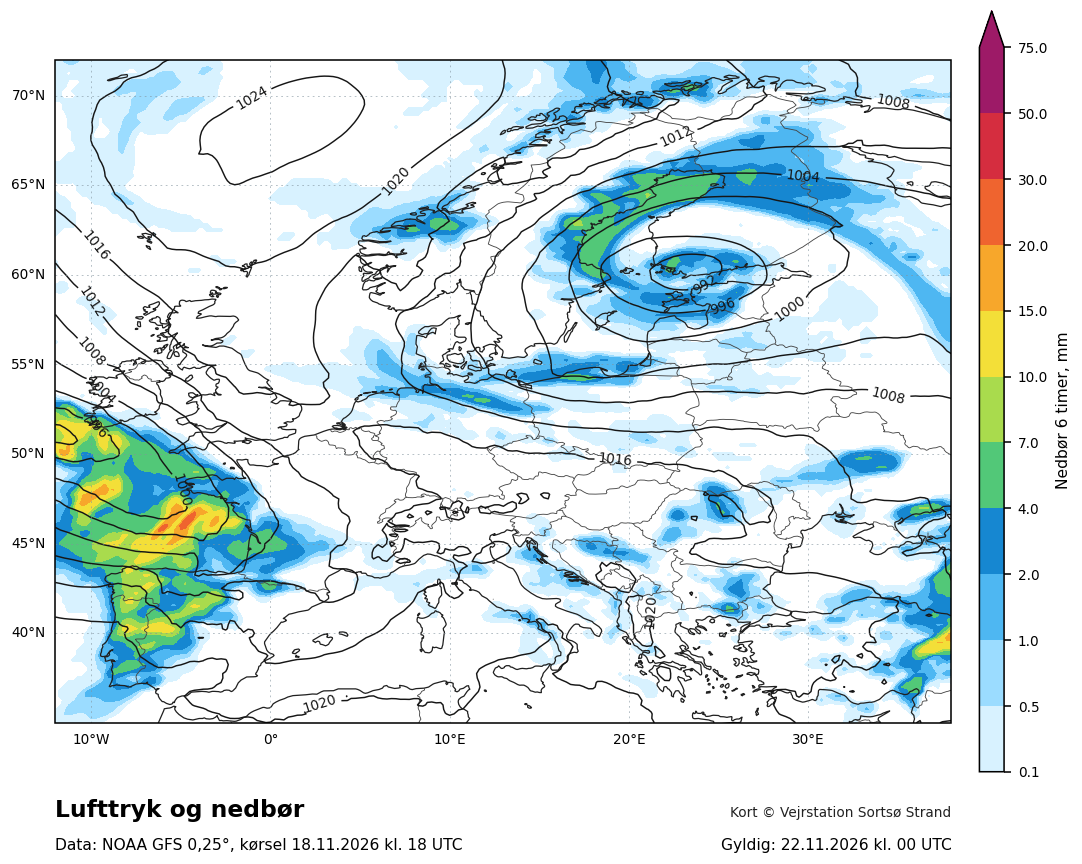 75.0
50.0
30.0
20.0
15.0
10.0
7.0
4.0
2.0
1.0
0.5
0.1
Nedbør 6 timer, mm
70°N
65°N
60°N
55°N
50°N
45°N
40°N
10°W
0°
10°E
20°E
30°E
1024
1020
1016
1012
1008
1004
1000
1012
1008
1004
992
996
1000
1008
1016
1020
1020
Lufttryk og nedbør
Kort © Vejrstation Sortsø Strand
Data: NOAA GFS 0,25°, kørsel 18.11.2026 kl. 18 UTC
Gyldig: 22.11.2026 kl. 00 UTC